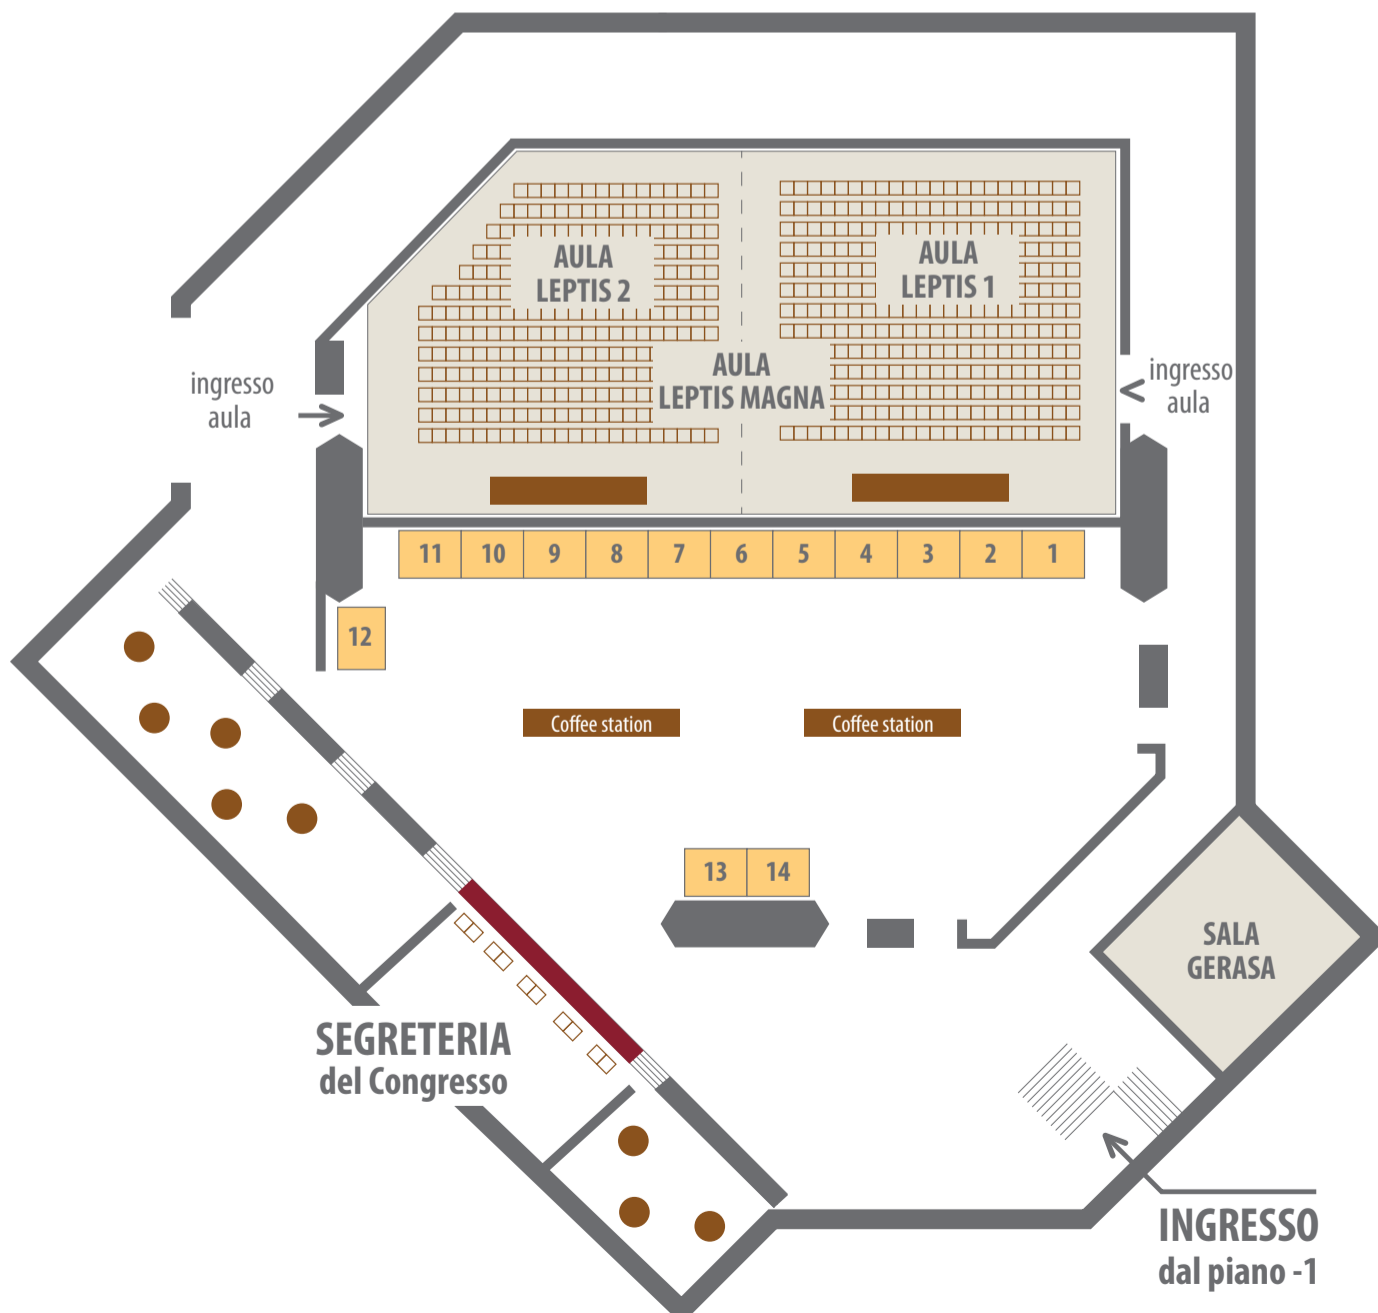 AULA
LEPTIS 2
AULA
LEPTIS 1
AULA
LEPTIS MAGNA
ingresso
aula
ingresso
aula
11 10 9 8 7 6 5 4 3 2 1
12
Coffee station
Coffee station
13 14
SALA
GERASA
SEGRETERIA
del Congresso
INGRESSO
dal piano -1